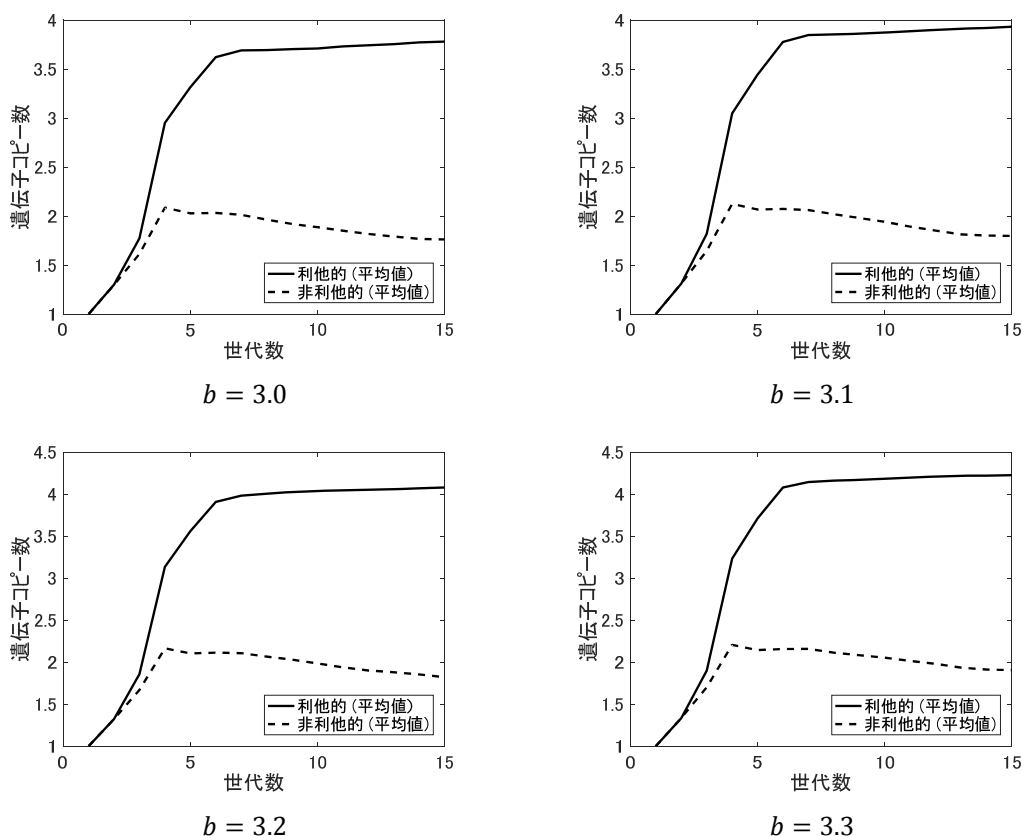 4
3.5
3
2.5
2
1.5
1
遺伝子コピー数
利他的 (平均値)
非利他的 (平均値)
0 5 10 15
世代数
b = 3.0
4
3.5
3
2.5
2
1.5
1
遺伝子コピー数
利他的 (平均値)
非利他的 (平均値)
0 5 10 15
世代数
b = 3.1
4.5
4
3.5
3
2.5
2
1.5
1
遺伝子コピー数
利他的 (平均値)
非利他的 (平均値)
0 5 10 15
世代数
b = 3.2
4.5
4
3.5
3
2.5
2
1.5
1
遺伝子コピー数
利他的 (平均値)
非利他的 (平均値)
0 5 10 15
世代数
b = 3.3